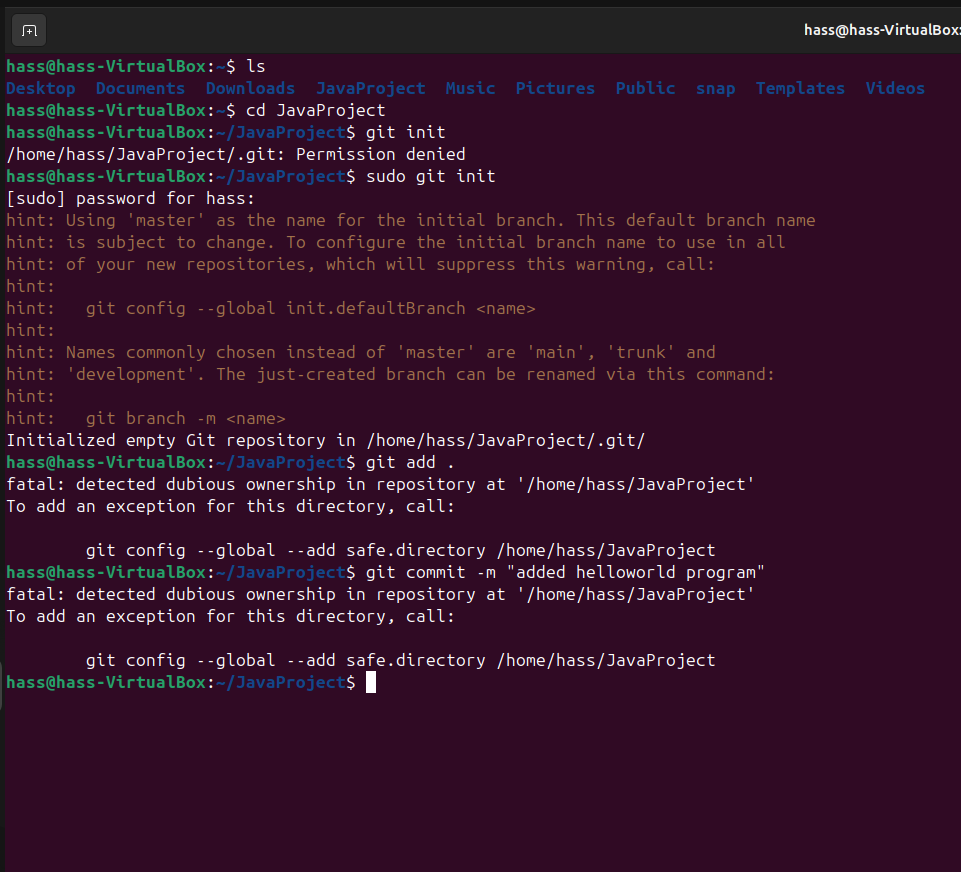 hass@hass-VirtualBox:
hass@hass-VirtualBox:~$ ls
Desktop  Documents  Downloads  JavaProject  Music  Pictures  Public  snap  Templates  Videos
hass@hass-VirtualBox:~$ cd JavaProject
hass@hass-VirtualBox:~/JavaProject$ git init
/home/hass/JavaProject/.git: Permission denied
hass@hass-VirtualBox:~/JavaProject$ sudo git init
[sudo] password for hass:
hint: Using 'master' as the name for the initial branch. This default branch name
hint: is subject to change. To configure the initial branch name to use in all
hint: of your new repositories, which will suppress this warning, call:
hint:
hint:   git config --global init.defaultBranch <name>
hint:
hint: Names commonly chosen instead of 'master' are 'main', 'trunk' and
hint: 'development'. The just-created branch can be renamed via this command:
hint:
hint:   git branch -m <name>
Initialized empty Git repository in /home/hass/JavaProject/.git/
hass@hass-VirtualBox:~/JavaProject$ git add .
fatal: detected dubious ownership in repository at '/home/hass/JavaProject'
To add an exception for this directory, call:

        git config --global --add safe.directory /home/hass/JavaProject
hass@hass-VirtualBox:~/JavaProject$ git commit -m "added helloworld program"
fatal: detected dubious ownership in repository at '/home/hass/JavaProject'
To add an exception for this directory, call:

        git config --global --add safe.directory /home/hass/JavaProject
hass@hass-VirtualBox:~/JavaProject$